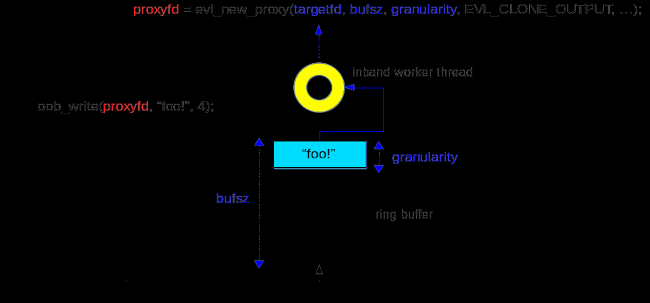 proxyfd = evl_new_proxy(targetfd, bufsz, granularity, EVL_CLONE_OUTPUT, …);
inband worker thread
oob_write(proxyfd, “foo!”, 4);
“foo!”
granularity
bufsz
ring buffer